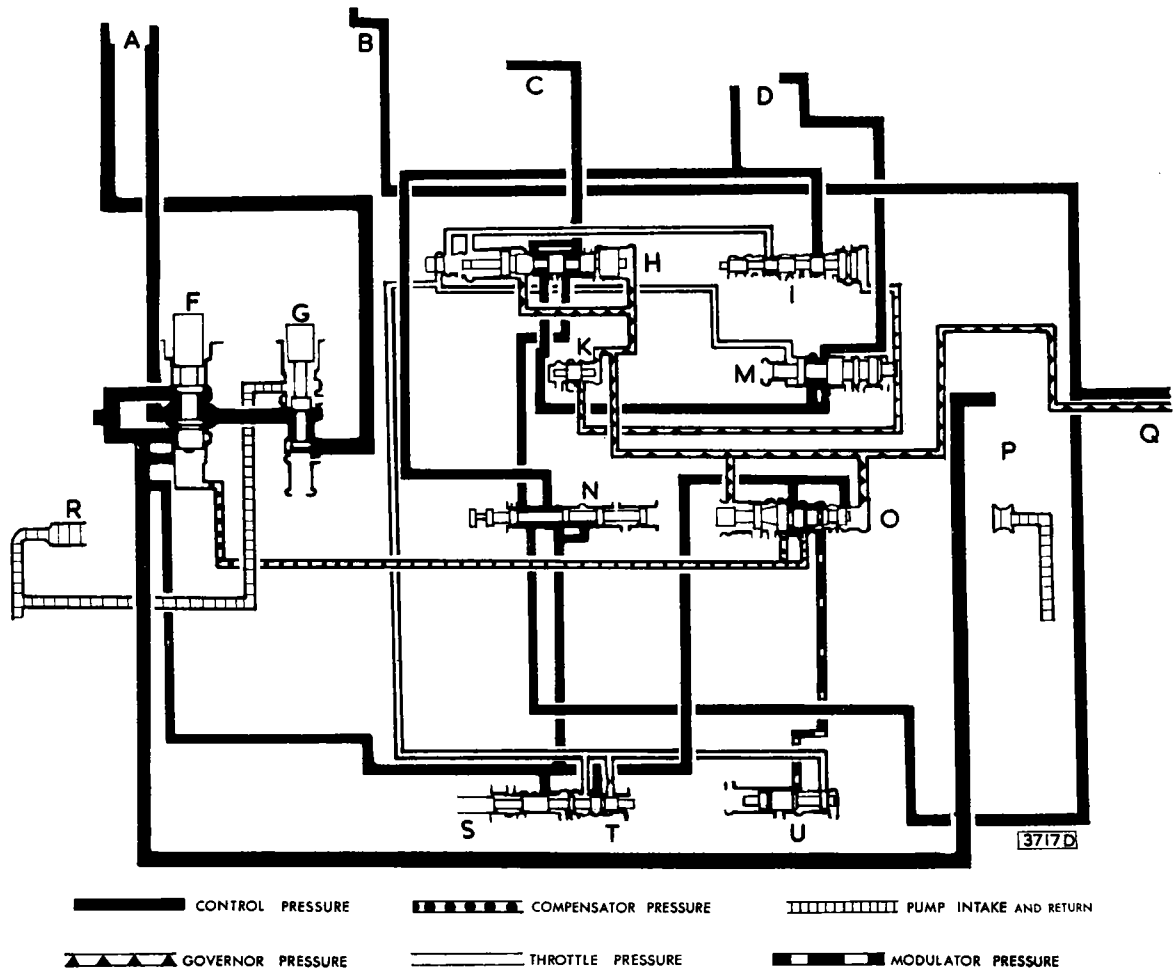 A
B
C
D
F
G
H
I
K
M
N
O
P
Q
R
S
T
U
3717D
CONTROL PRESSURE
COMPENSATOR PRESSURE
PUMP INTAKE AND RETURN
GOVERNOR PRESSURE
THROTTLE PRESSURE
MODULATOR PRESSURE